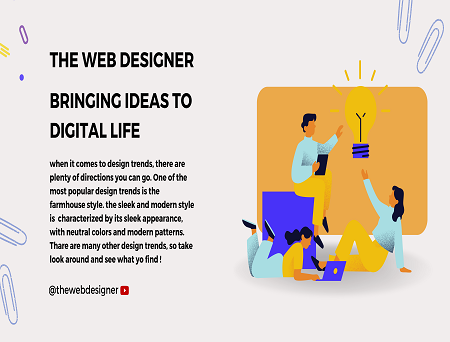 THE WEB DESIGNER
BRINGING IDEAS TO
DIGITAL LIFE
when it comes to design trends, there are
plenty of directions you can go. One of the
most popular design trends is the
farmhouse style. the sleek and modern style
is characterized by its sleek appearance,
with neutral colors and modern patterns.
Thare are many other design trends, so take
look around and see what yo find !
@thewebdesigner